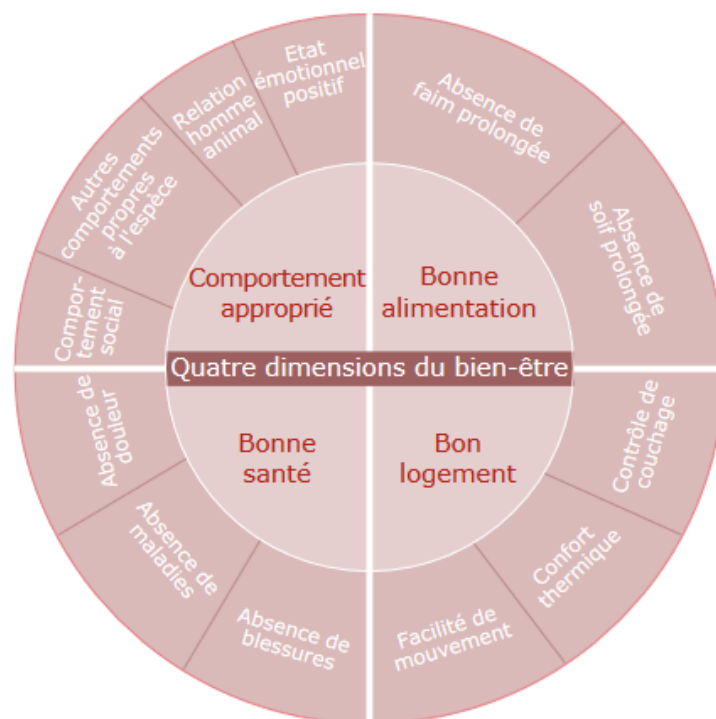 Etat
émotionnel
positif
Relation
homme
animal
Autres
comportements
propres
à l'espèce
Compor-
tement
social
Absence de
faim prolongée
Absence de
soif prolongée
Comportement
approprié
Bonne
alimentation
Quatre dimensions du bien-être
Bonne
santé
Bon
logement
Absence de
douleur
Absence de
maladies
Absence de
blessures
Contrôle de
couchage
Confort
thermique
Facilité de
mouvement